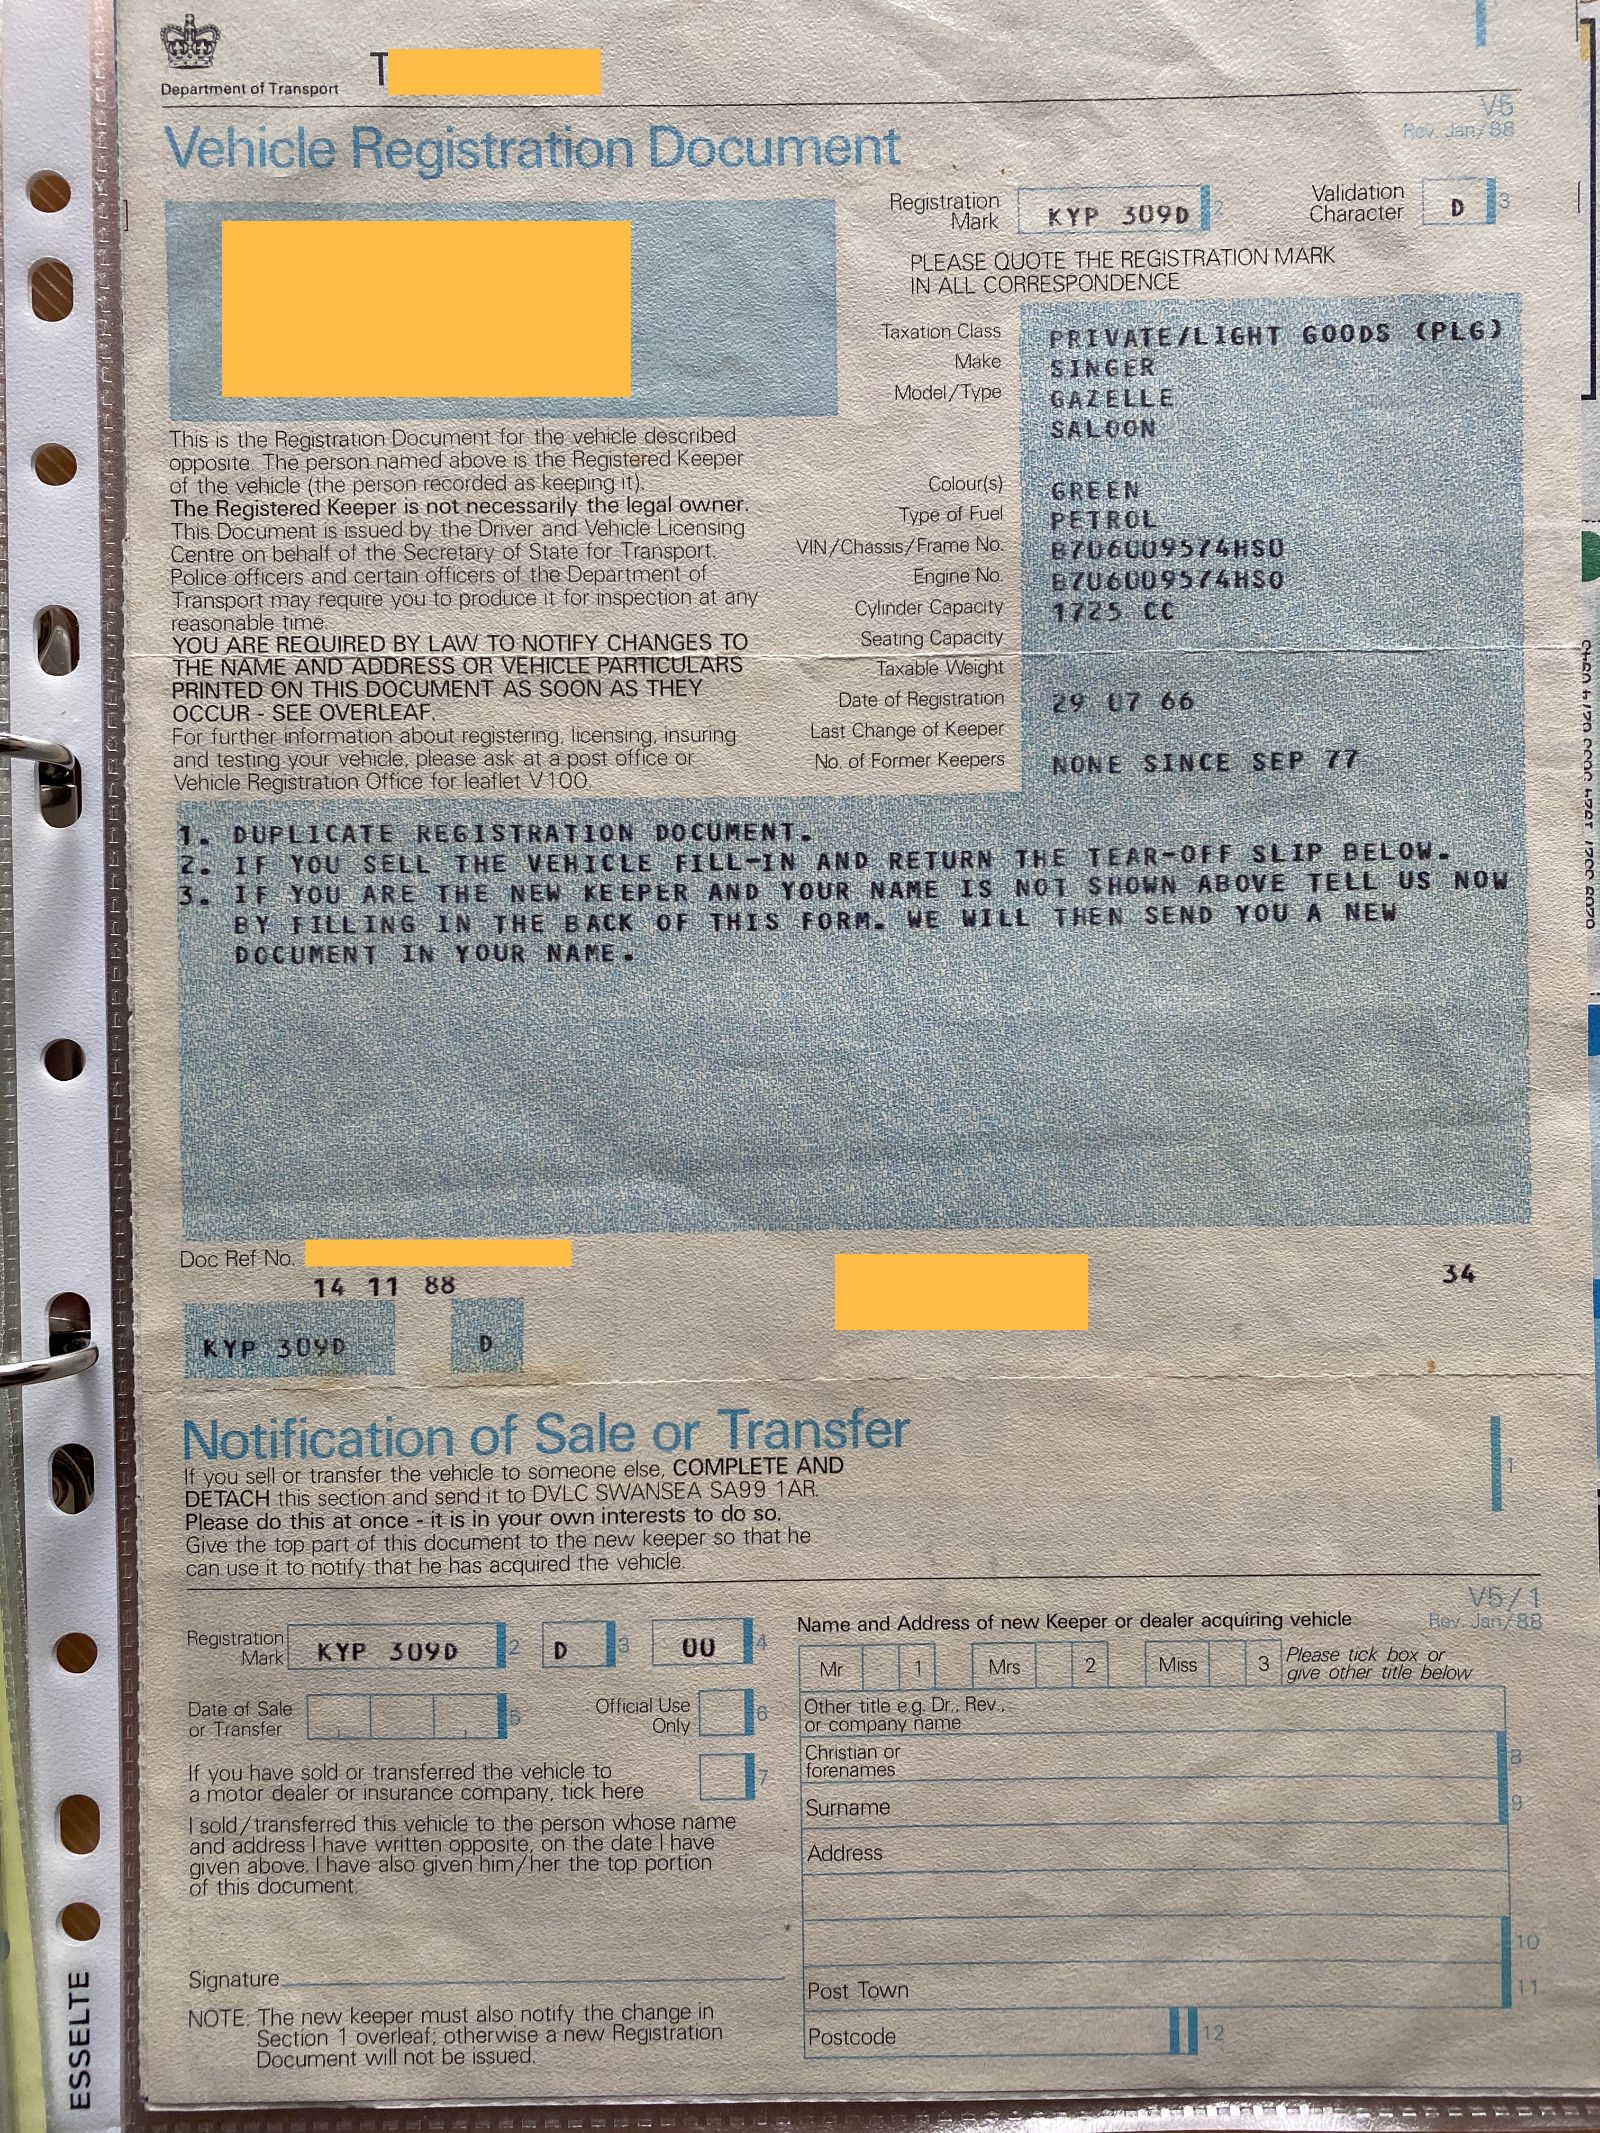 T
Department of Transport
Vehicle Registration Document
V5
Rev. Jan/88
Registration Mark KYP 309D 2 Validation Character D 3
PLEASE QUOTE THE REGISTRATION MARK
IN ALL CORRESPONDENCE
Taxation Class PRIVATE/LIGHT GOODS (PLG)
Make SINGER
Model/Type GAZELLE
SALOON
Colour(s) GREEN
Type of Fuel PETROL
VIN/Chassis/Frame No. B706009574HSO
Engine No. B706009574HSO
Cylinder Capacity 1725 CC
Seating Capacity
Taxable Weight
Date of Registration 29 07 66
Last Change of Keeper
No. of Former Keepers NONE SINCE SEP 77
This is the Registration Document for the vehicle described
opposite. The person named above is the Registered Keeper
of the vehicle (the person recorded as keeping it).
The Registered Keeper is not necessarily the legal owner.
This Document is issued by the Driver and Vehicle Licensing
Centre on behalf of the Secretary of State for Transport.
Police officers and certain officers of the Department of
Transport may require you to produce it for inspection at any
reasonable time.
YOU ARE REQUIRED BY LAW TO NOTIFY CHANGES TO
THE NAME AND ADDRESS OR VEHICLE PARTICULARS
PRINTED ON THIS DOCUMENT AS SOON AS THEY
OCCUR - SEE OVERLEAF.
For further information about registering, licensing, insuring
and testing your vehicle, please ask at a post office or
Vehicle Registration Office for leaflet V100.
1. DUPLICATE REGISTRATION DOCUMENT.
2. IF YOU SELL THE VEHICLE FILL-IN AND RETURN THE TEAR-OFF SLIP BELOW.
3. IF YOU ARE THE NEW KEEPER AND YOUR NAME IS NOT SHOWN ABOVE TELL US NOW
BY FILLING IN THE BACK OF THIS FORM. WE WILL THEN SEND YOU A NEW
DOCUMENT IN YOUR NAME.
Doc Ref No.
14 11 88
34
KYP 309D D
Notification of Sale or Transfer
If you sell or transfer the vehicle to someone else, COMPLETE AND
DETACH this section and send it to DVLC SWANSEA SA99 1AR.
Please do this at once - it is in your own interests to do so.
Give the top part of this document to the new keeper so that he
can use it to notify that he has acquired the vehicle.
1
V5/1
Rev. Jan/88
Registration Mark KYP 309D 2 D 3 00 4
Date of Sale or Transfer 5 Official Use Only 6
If you have sold or transferred the vehicle to
a motor dealer or insurance company, tick here 7
I sold/transferred this vehicle to the person whose name
and address I have written opposite, on the date I have
given above. I have also given him/her the top portion
of this document.
Signature
NOTE: The new keeper must also notify the change in
Section 1 overleaf; otherwise a new Registration
Document will not be issued.
Name and Address of new Keeper or dealer acquiring vehicle
Mr 1 Mrs 2 Miss 3 Please tick box or
give other title below
Other title e.g. Dr., Rev.,
or company name
Christian or
forenames 8
Surname 9
Address
10
Post Town 11
Postcode 12
ESSELTE